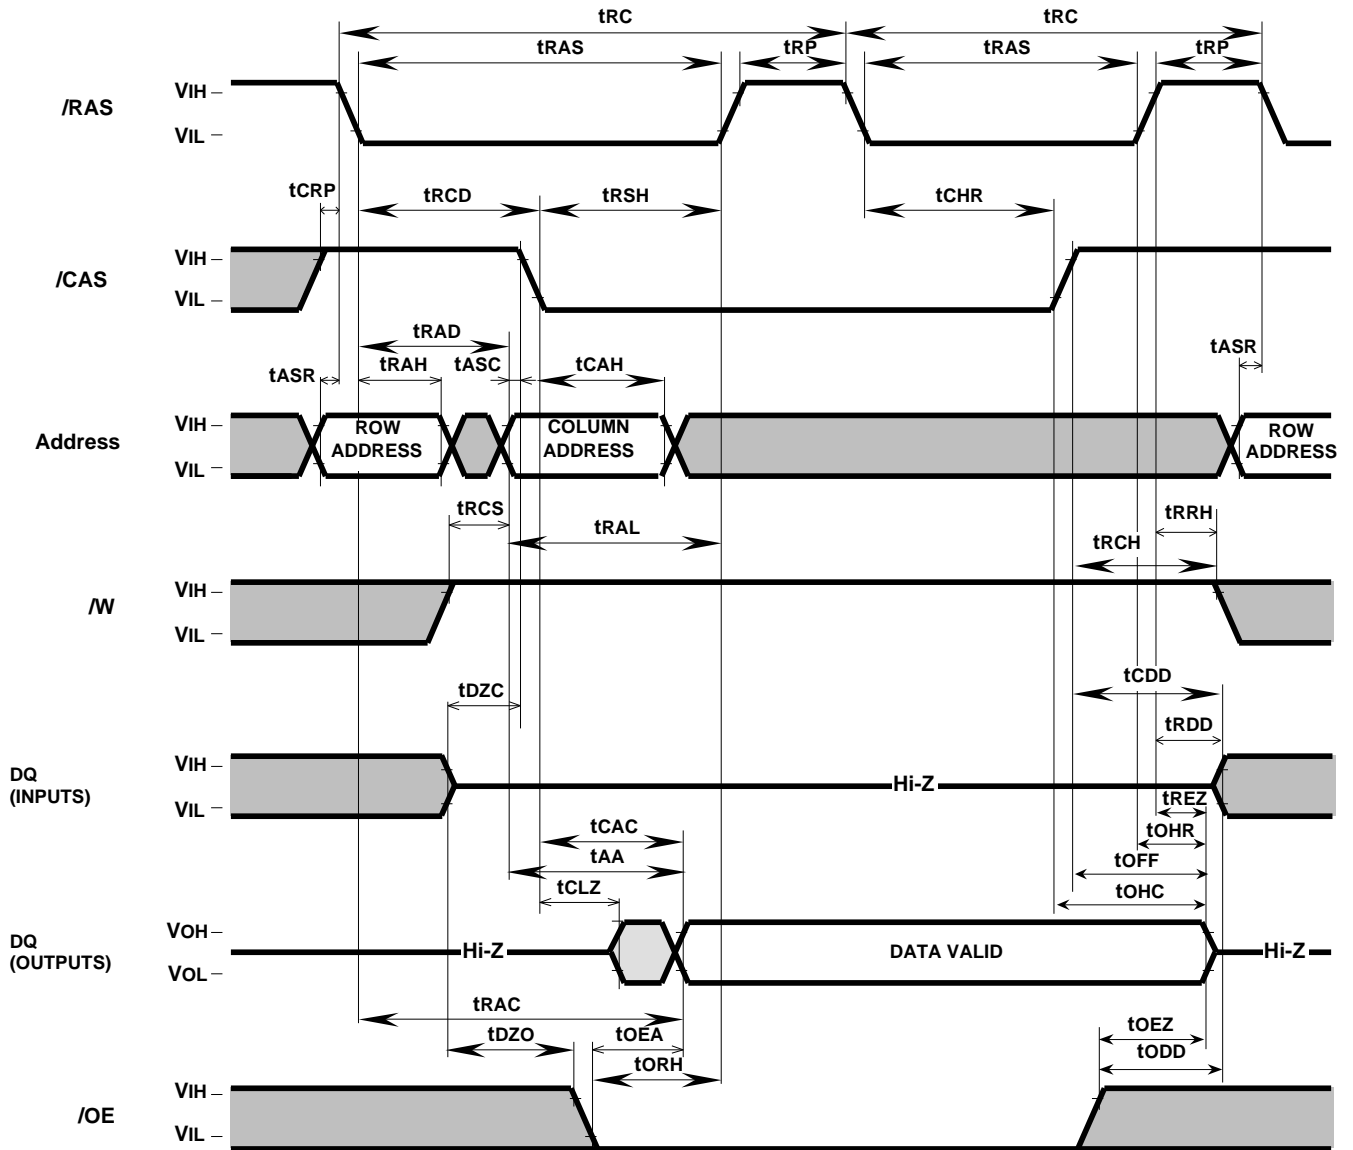 tRC tRC
tRAS tRP tRAS tRP
/RAS VIH
VIL
tCRP tRCD tRSH tCHR
/CAS VIH
VIL
tRAD
tASR tRAH tASC tCAH tASR
Address VIH
VIL
ROW
ADDRESS
COLUMN
ADDRESS
ROW
ADDRESS
tRCS tRAL tRRH
tRCH
/W VIH
VIL
tCDD
tDZC
tRDD
DQ
(INPUTS)
VIH
VIL
Hi-Z
tREZ
tCAC tOHR
tAA tOFF
tCLZ tOHC
DQ
(OUTPUTS)
VOH
VOL
Hi-Z DATA VALID Hi-Z
tRAC
tDZO tOEA tOEZ
tORH tODD
/OE VIH
VIL